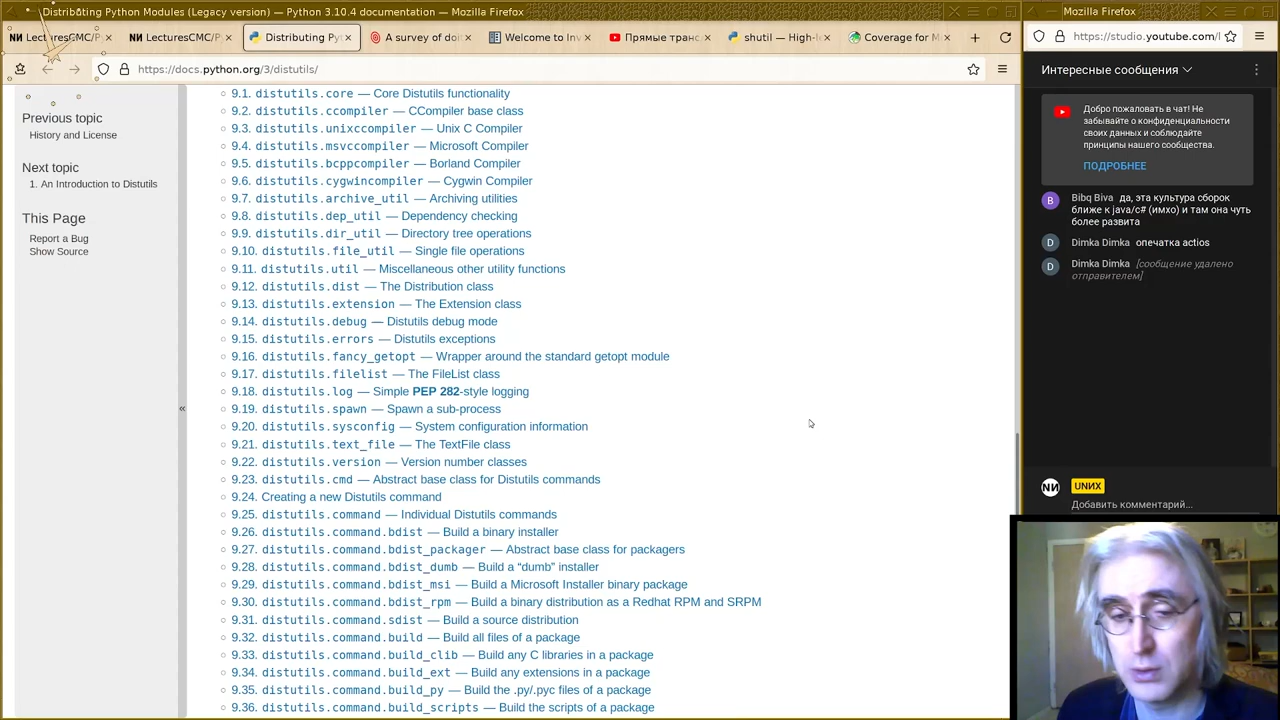 Distributing Python Modules (Legacy version) — Python 3.10.4 documentation — Mozilla Firefox
Mozilla Firefox
LecturesCMC/P
LecturesCMC/P
Distributing Py
A survey of doi
Welcome to Inv
Прямые транс
shutil — High-le
Coverage for M
https://docs.python.org/3/distutils/
https://studio.youtube.com/l
Previous topic
History and License
Next topic
1. An Introduction to Distutils
This Page
Report a Bug
Show Source
«
9.1. distutils.core — Core Distutils functionality
9.2. distutils.ccompiler — CCompiler base class
9.3. distutils.unixccompiler — Unix C Compiler
9.4. distutils.msvccompiler — Microsoft Compiler
9.5. distutils.bcppcompiler — Borland Compiler
9.6. distutils.cygwincompiler — Cygwin Compiler
9.7. distutils.archive_util — Archiving utilities
9.8. distutils.dep_util — Dependency checking
9.9. distutils.dir_util — Directory tree operations
9.10. distutils.file_util — Single file operations
9.11. distutils.util — Miscellaneous other utility functions
9.12. distutils.dist — The Distribution class
9.13. distutils.extension — The Extension class
9.14. distutils.debug — Distutils debug mode
9.15. distutils.errors — Distutils exceptions
9.16. distutils.fancy_getopt — Wrapper around the standard getopt module
9.17. distutils.filelist — The FileList class
9.18. distutils.log — Simple PEP 282-style logging
9.19. distutils.spawn — Spawn a sub-process
9.20. distutils.sysconfig — System configuration information
9.21. distutils.text_file — The TextFile class
9.22. distutils.version — Version number classes
9.23. distutils.cmd — Abstract base class for Distutils commands
9.24. Creating a new Distutils command
9.25. distutils.command — Individual Distutils commands
9.26. distutils.command.bdist — Build a binary installer
9.27. distutils.command.bdist_packager — Abstract base class for packagers
9.28. distutils.command.bdist_dumb — Build a “dumb” installer
9.29. distutils.command.bdist_msi — Build a Microsoft Installer binary package
9.30. distutils.command.bdist_rpm — Build a binary distribution as a Redhat RPM and SRPM
9.31. distutils.command.sdist — Build a source distribution
9.32. distutils.command.build — Build all files of a package
9.33. distutils.command.build_clib — Build any C libraries in a package
9.34. distutils.command.build_ext — Build any extensions in a package
9.35. distutils.command.build_py — Build the .py/.pyc files of a package
9.36. distutils.command.build_scripts — Build the scripts of a package
Интересные сообщения
Добро пожаловать в чат! Не
забывайте о конфиденциальности
своих данных и соблюдайте
принципы нашего сообщества.
ПОДРОБНЕЕ
B
Bibq Biva да, эта культура сборок
ближе к java/c# (имхо) и там она чуть
более развита
D
Dimka Dimka опечатка actios
D
Dimka Dimka [сообщение удалено
отправителем]
UNИX
Добавить комментарий...